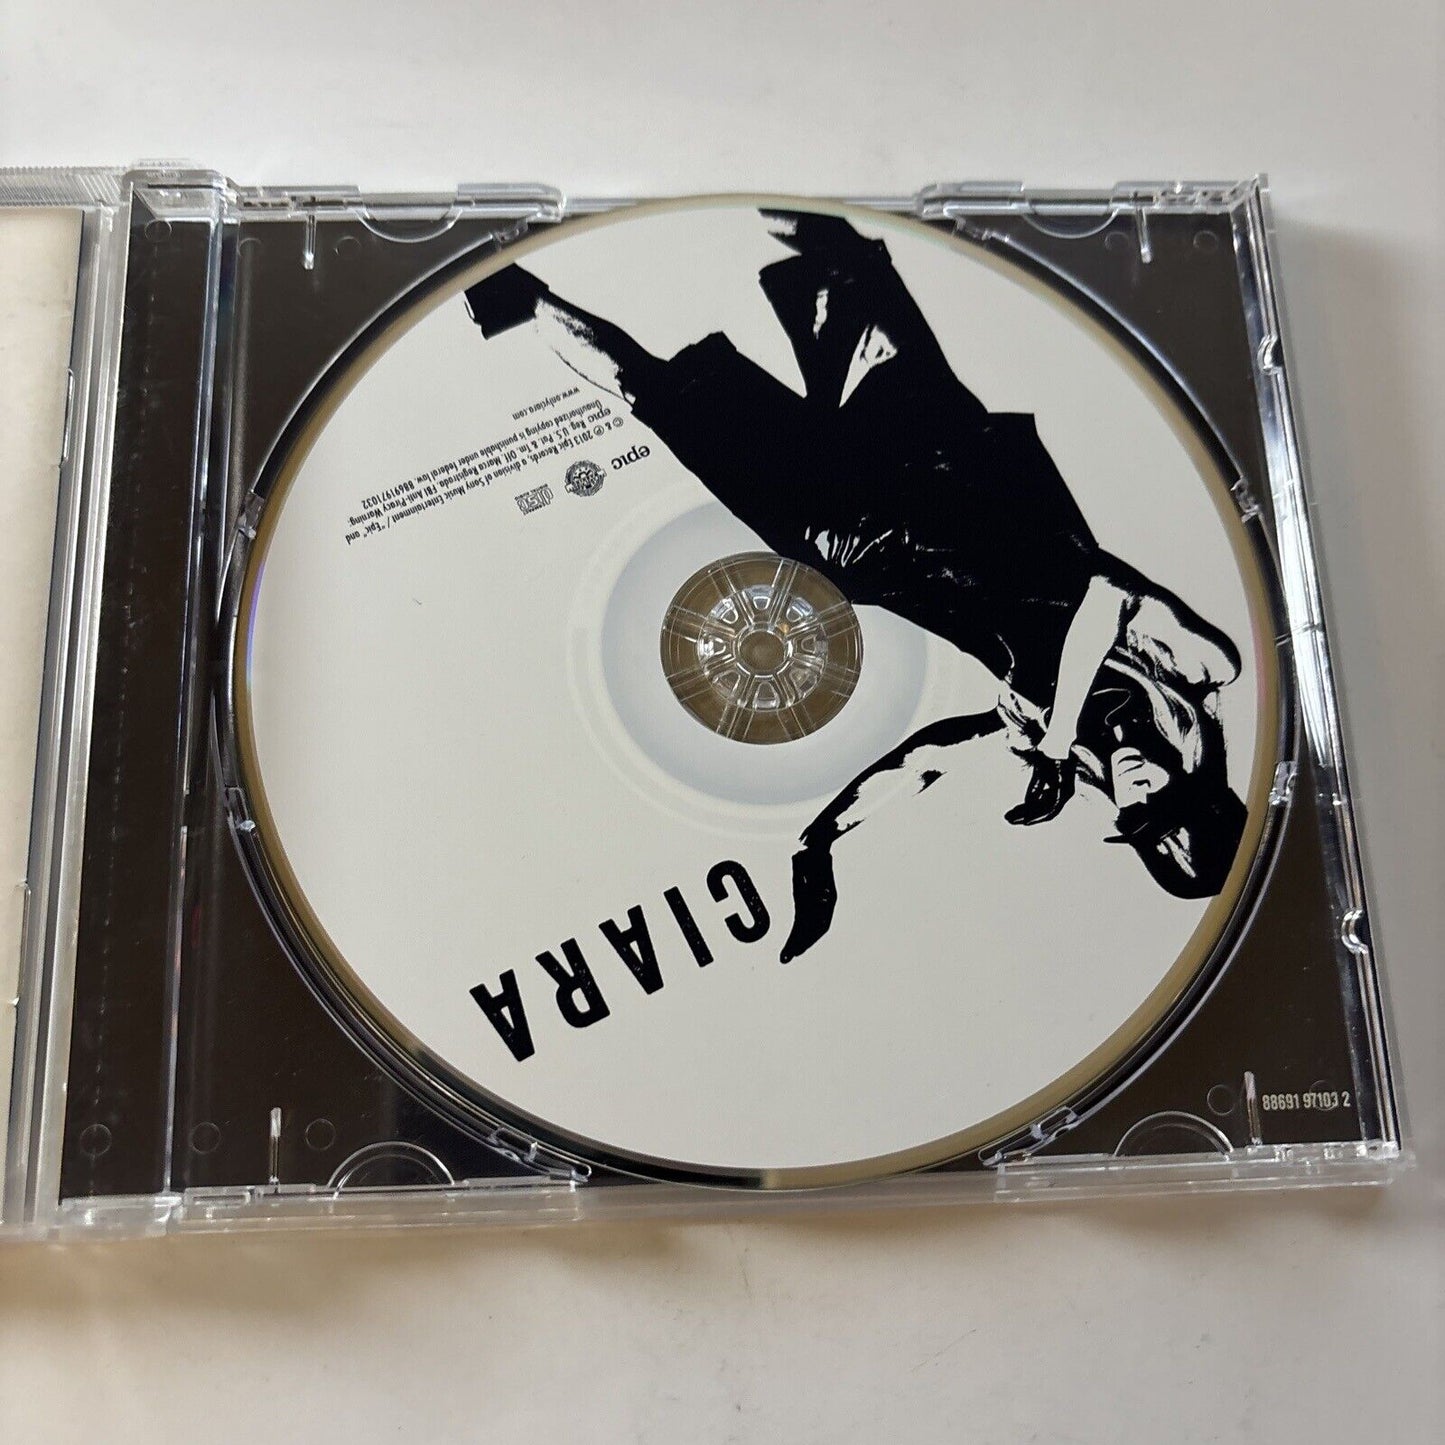 CIARA
epic
© & ℗ 2013 Epic Records, a division of Sony Music Entertainment / "Epic" and
epic Reg. U.S. Pat. & Tm. Off. Marca Registrada. FBI Anti-Piracy Warning:
Unauthorized copying is punishable under federal law. 88691971032
www.onlyciara.com
88691 97103 2